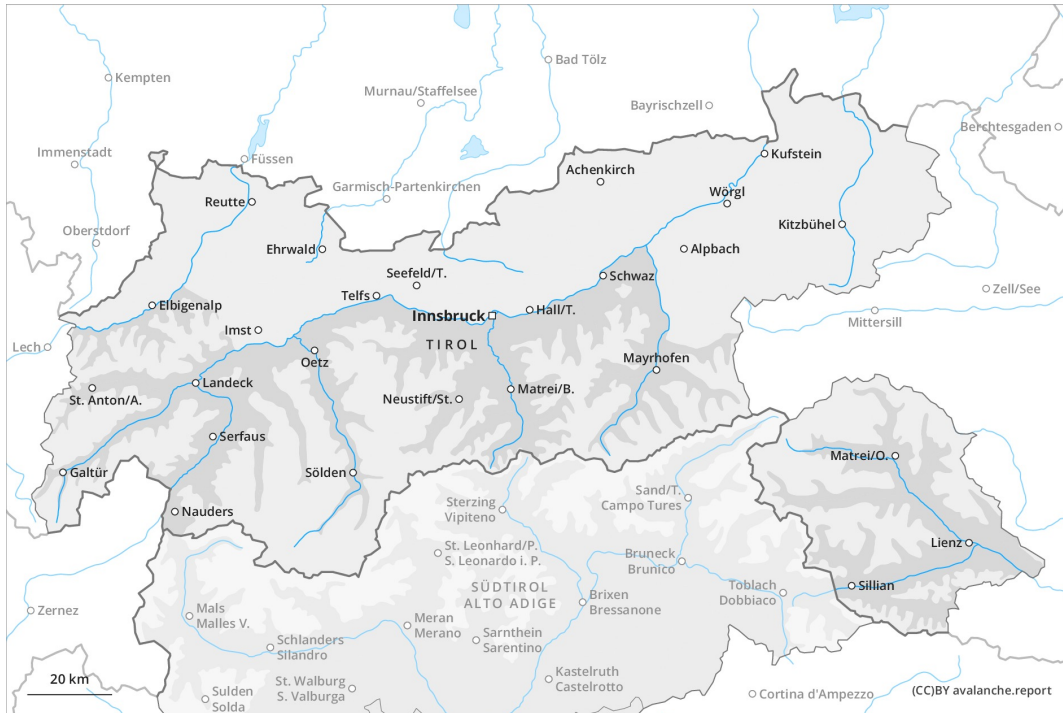 Kempten
Bad Tölz
Murnau/Staffelsee
Bayrischzell
Berchtesgaden
Immenstadt
Füssen
Kufstein
Achenkirch
Garmisch-Partenkirchen
Reutte
Wörgl
Oberstdorf
Kitzbühel
Ehrwald
Alpbach
Seefeld/T.
Schwaz
Zell/See
Telfs
Elbigenalp
Innsbruck
Hall/T.
Mittersill
Imst
TIROL
Lech
Oetz
Mayrhofen
Landeck
St. Anton/A.
Neustift/St.
Matrei/B.
Serfaus
Matrei/O.
Galtür
Sölden
Sterzing
Vipiteno
Sand/T.
Campo Tures
Nauders
Lienz
St. Leonhard/P.
S. Leonardo i. P.
Bruneck
Brunico
SÜDTIROL
ALTO ADIGE
Toblach
Dobbiaco
Sillian
Zernez
Mals
Malles V.
Brixen
Bressanone
Meran
Merano
Schlanders
Silandro
Sarnthein
Sarentino
20 km
St. Walburg
S. Valburga
Kastelruth
Castelrotto
Sulden
Solda
Cortina d'Ampezzo
(CC)BY avalanche.report